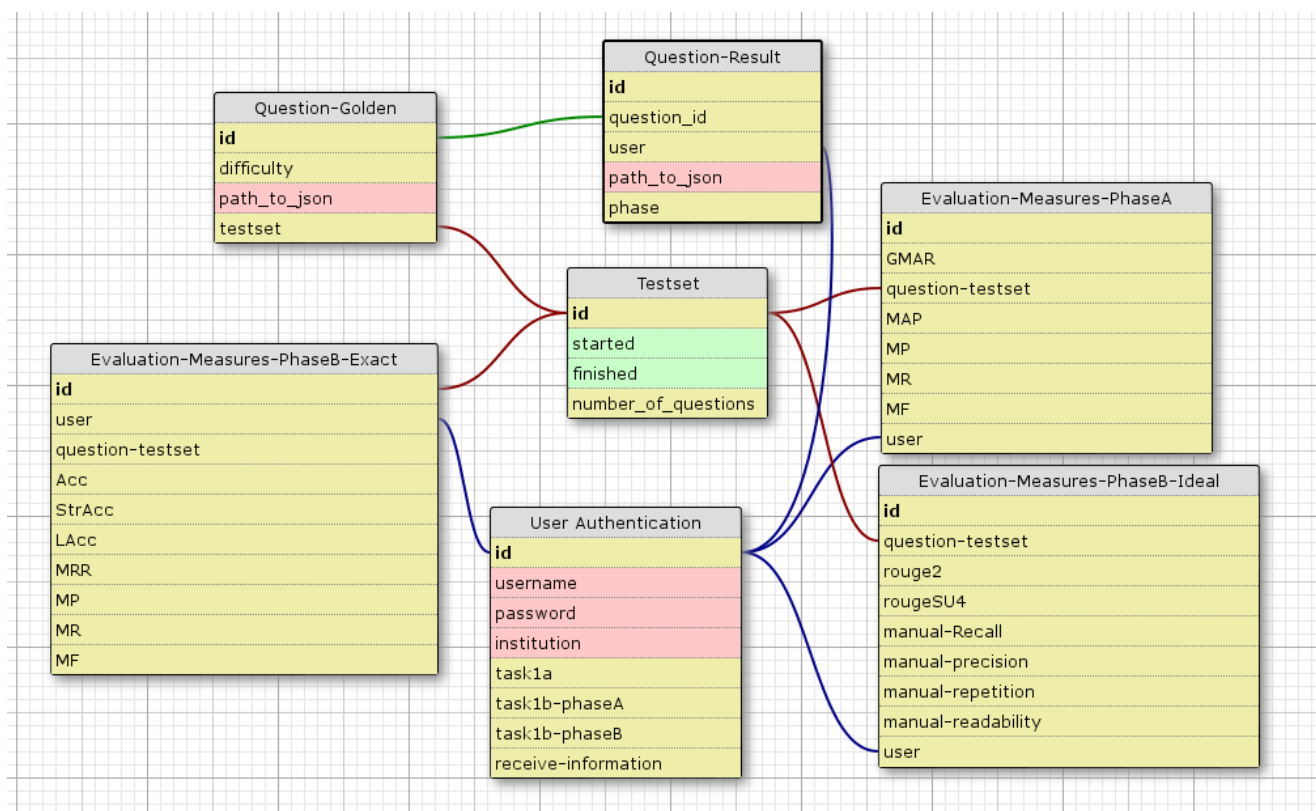 Question-Result
id
question_id
user
path_to_json
phase
Question-Golden
id
difficulty
path_to_json
testset
Evaluation-Measures-PhaseA
id
GMAR
question-testset
MAP
MP
MR
MF
user
Testset
id
started
finished
number_of_questions
Evaluation-Measures-PhaseB-Exact
id
user
question-testset
Acc
StrAcc
LAcc
MRR
MP
MR
MF
Evaluation-Measures-PhaseB-Ideal
id
question-testset
rouge2
rougeSU4
manual-Recall
manual-precision
manual-repetition
manual-readability
user
User Authentication
id
username
password
institution
task1a
task1b-phaseA
task1b-phaseB
receive-information